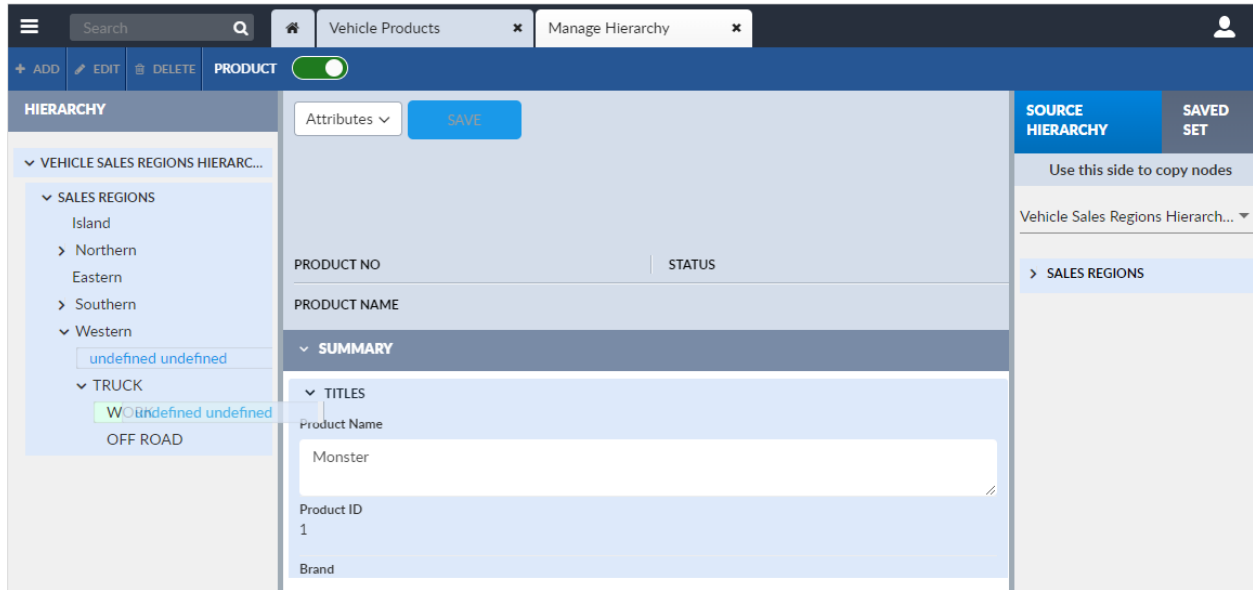 Search
Vehicle Products
Manage Hierarchy
ADD EDIT DELETE PRODUCT
HIERARCHY
VEHICLE SALES REGIONS HIERARC...
SALES REGIONS
Island
Northern
Eastern
Southern
Western
undefined undefined
TRUCK
WORK undefined undefined
OFF ROAD
Attributes SAVE
PRODUCT NO STATUS
PRODUCT NAME
SUMMARY
TITLES
Product Name
Monster
Product ID
1
Brand
SOURCE HIERARCHY
SAVED SET
Use this side to copy nodes
Vehicle Sales Regions Hierarch...
SALES REGIONS